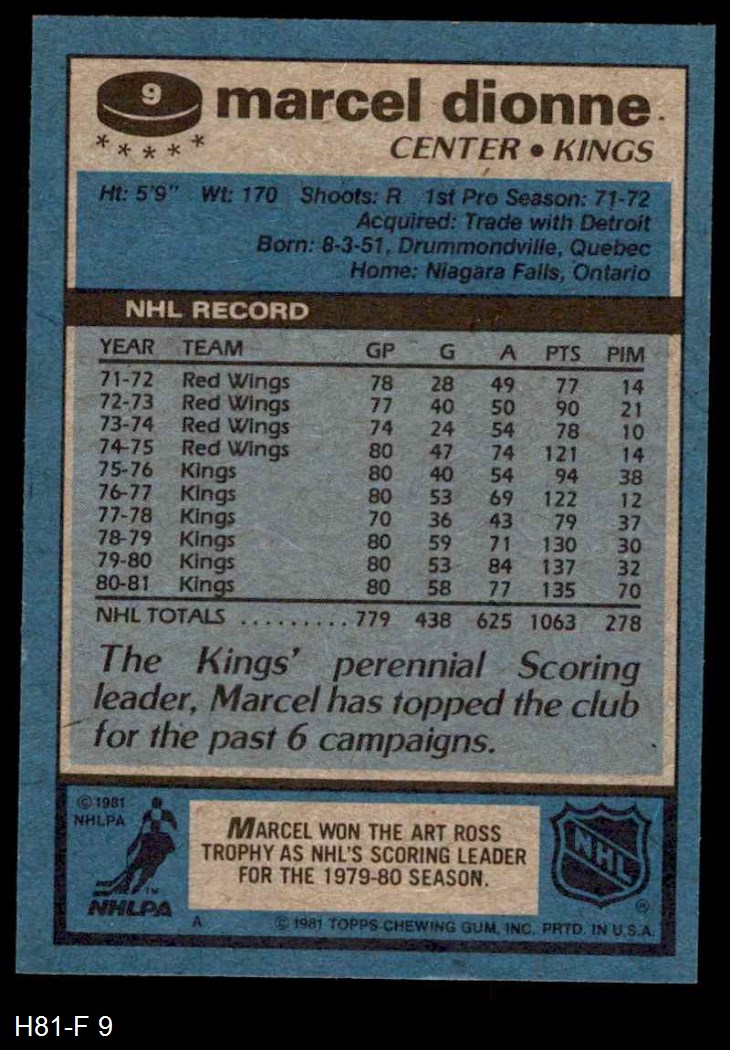 9
marcel dionne
CENTER • KINGS
Ht: 5'9" Wt: 170 Shoots: R 1st Pro Season: 71-72
Acquired: Trade with Detroit
Born: 8-3-51, Drummondville, Quebec
Home: Niagara Falls, Ontario
NHL RECORD
YEAR TEAM GP G A PTS PIM
71-72 Red Wings 78 28 49 77 14
72-73 Red Wings 77 40 50 90 21
73-74 Red Wings 74 24 54 78 10
74-75 Red Wings 80 47 74 121 14
75-76 Kings 80 40 54 94 38
76-77 Kings 80 53 69 122 12
77-78 Kings 70 36 43 79 37
78-79 Kings 80 59 71 130 30
79-80 Kings 80 53 84 137 32
80-81 Kings 80 58 77 135 70
NHL TOTALS ......... 779 438 625 1063 278
The Kings' perennial Scoring
leader, Marcel has topped the club
for the past 6 campaigns.
© 1981
NHLPA
TM
NHLPA
MARCEL WON THE ART ROSS
TROPHY AS NHL'S SCORING LEADER
FOR THE 1979-80 SEASON.
NHL
®
A © 1981 TOPPS CHEWING GUM, INC. PRTD. IN U.S.A.
H81-F 9